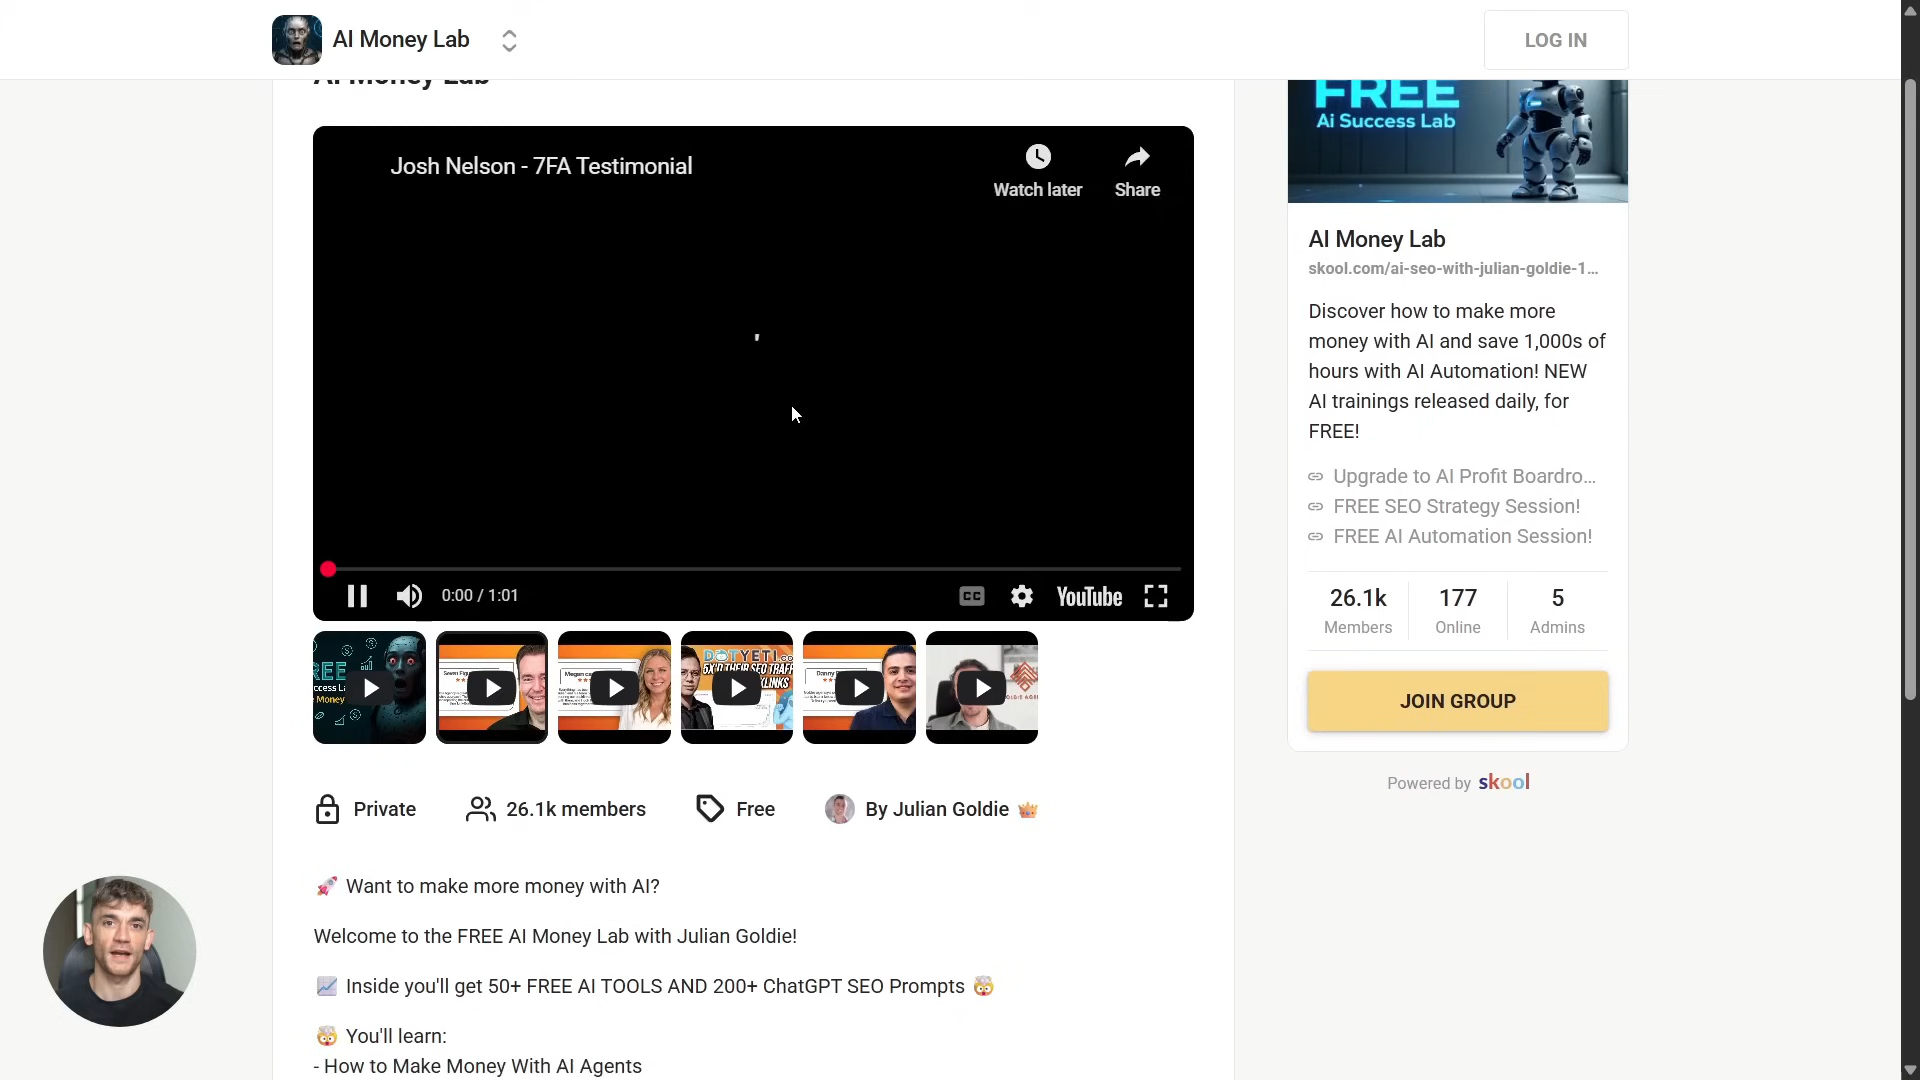 AI Money Lab
LOG IN
AI Money Lab
Josh Nelson - 7FA Testimonial
Watch later
Share
0:00 / 1:01
CC
YouTube
Private
26.1k members
Free
By Julian Goldie 👑
🚀 Want to make more money with AI?
Welcome to the FREE AI Money Lab with Julian Goldie!
📈 Inside you'll get 50+ FREE AI TOOLS AND 200+ ChatGPT SEO Prompts 🤯
🤯 You'll learn:
- How to Make Money With AI Agents
FREE
Ai Success Lab
AI Money Lab
skool.com/ai-seo-with-julian-goldie-1...
Discover how to make more
money with AI and save 1,000s of
hours with AI Automation! NEW
AI trainings released daily, for
FREE!
Upgrade to AI Profit Boardro...
FREE SEO Strategy Session!
FREE AI Automation Session!
26.1k
Members
177
Online
5
Admins
JOIN GROUP
Powered by skool